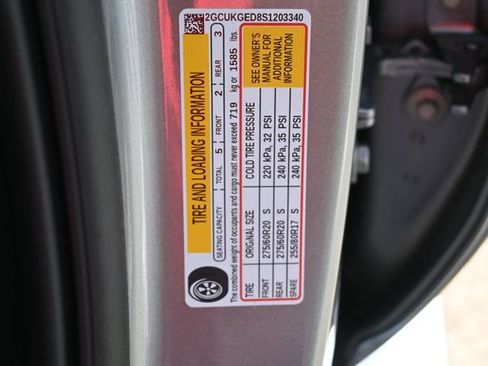 2GCUKGED8S1203340
TIRE AND LOADING INFORMATION
SEATING CAPACITY TOTAL 5 FRONT 2 REAR 3
The combined weight of occupants and cargo must never exceed 719 kg or 1585 lbs.
TIRE ORIGINAL SIZE COLD TIRE PRESSURE
FRONT 275/60R20 S 220 kPa, 32 PSI
REAR 275/60R20 S 240 kPa, 35 PSI
SPARE 255/80R17 S 240 kPa, 35 PSI
SEE OWNER'S
MANUAL FOR
ADDITIONAL
INFORMATION